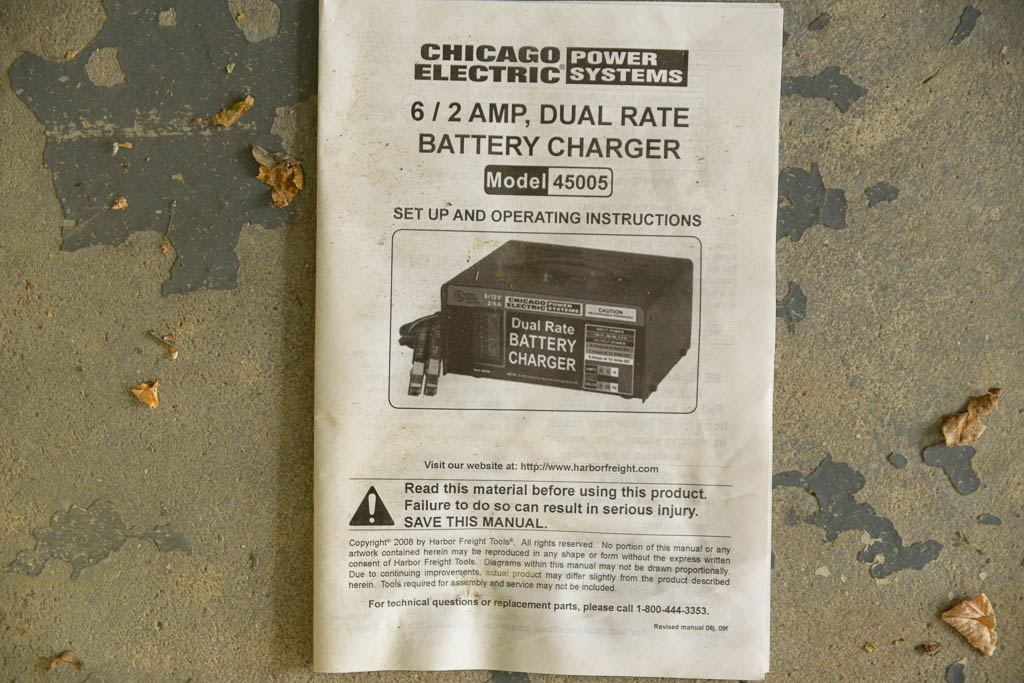 CHICAGO
ELECTRIC® POWER
SYSTEMS
6 / 2 AMP, DUAL RATE
BATTERY CHARGER
Model 45005
SET UP AND OPERATING INSTRUCTIONS
6/12V
2/6A
CHICAGO
ELECTRIC POWER
SYSTEMS
CAUTION
Dual Rate
BATTERY
CHARGER
Visit our website at: http://www.harborfreight.com
Read this material before using this product.
Failure to do so can result in serious injury.
SAVE THIS MANUAL.
Copyright© 2008 by Harbor Freight Tools®. All rights reserved. No portion of this manual or any
artwork contained herein may be reproduced in any shape or form without the express written
consent of Harbor Freight Tools. Diagrams within this manual may not be drawn proportionally.
Due to continuing improvements, actual product may differ slightly from the product described
herein. Tools required for assembly and service may not be included.
For technical questions or replacement parts, please call 1-800-444-3353.
Revised manual 08j, 09f